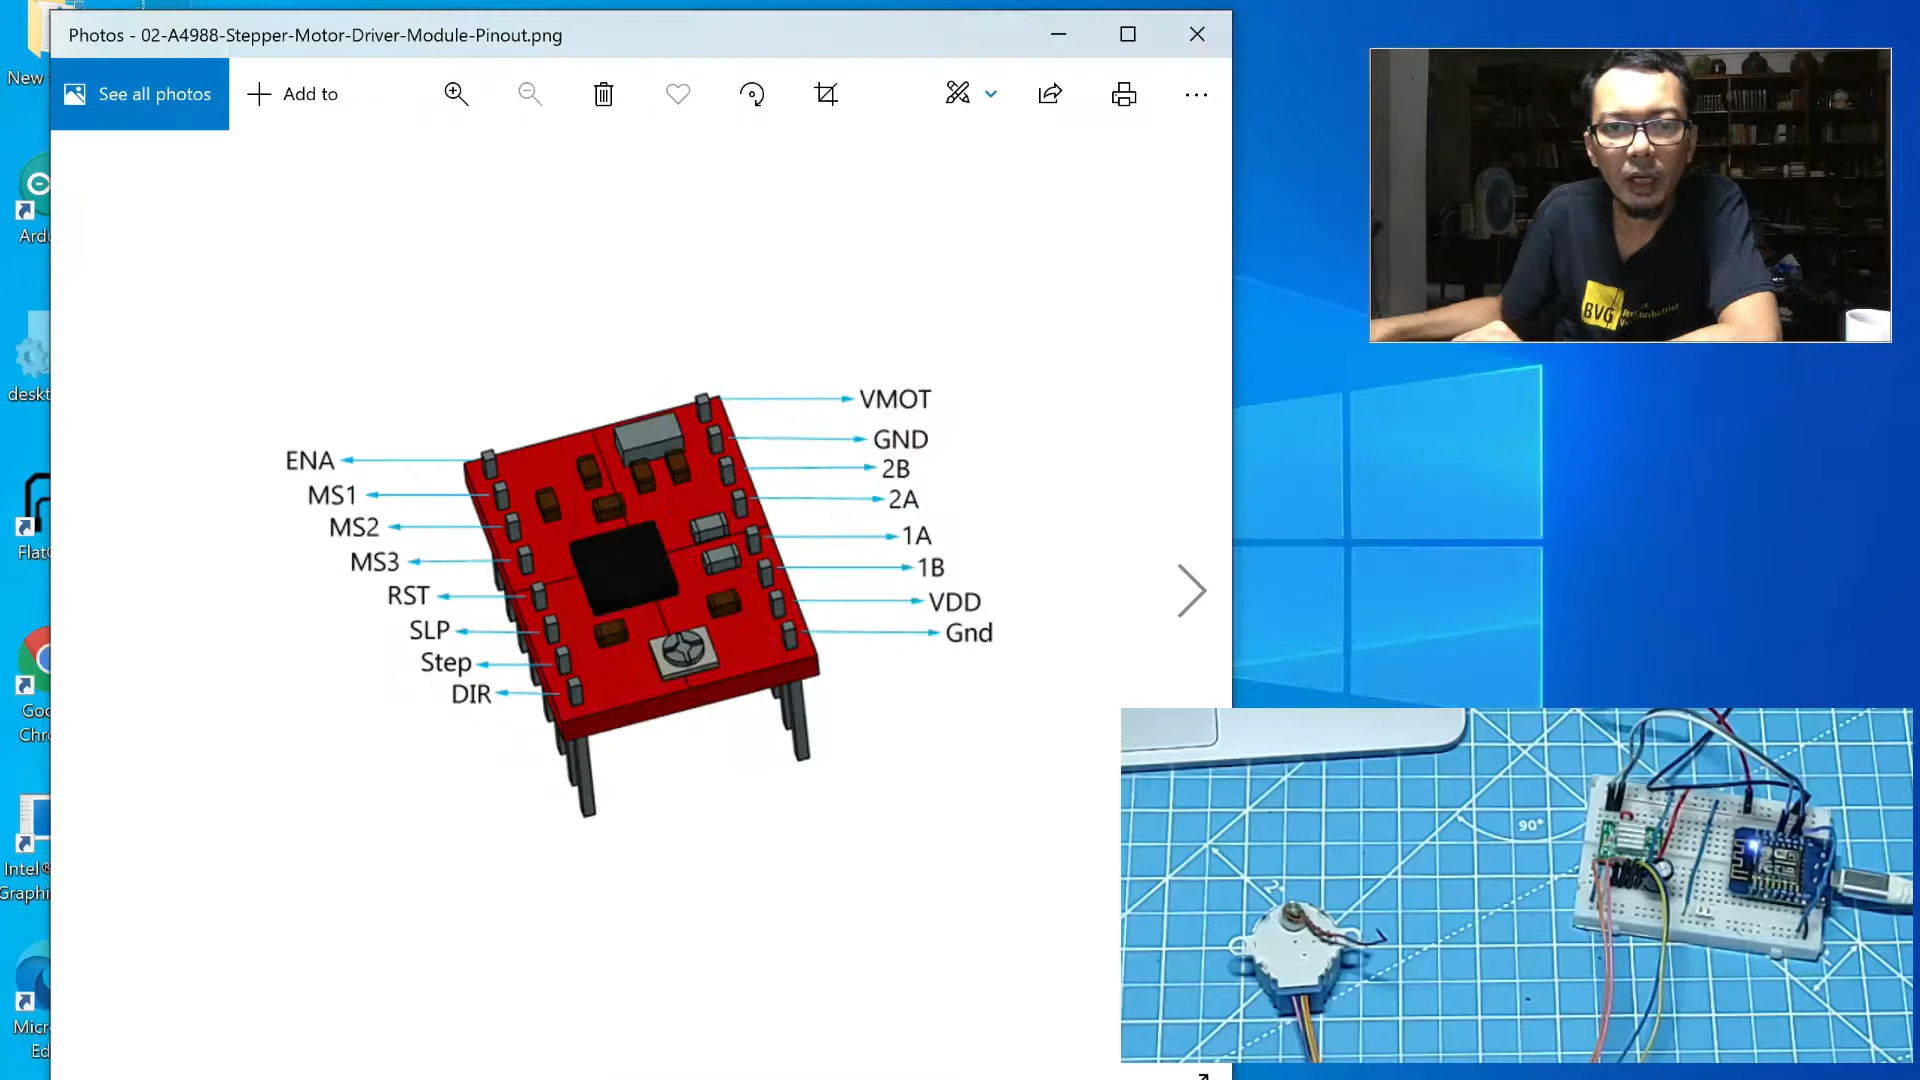 Photos - 02-A4988-Stepper-Motor-Driver-Module-Pinout.png
See all photos
Add to
New
Ardu
deskt
Flat
Goo
Chro
Intel®
Graphi
Micr
Ed
VMOT
GND
2B
2A
1A
1B
VDD
Gnd
ENA
MS1
MS2
MS3
RST
SLP
Step
DIR
BVG
90°